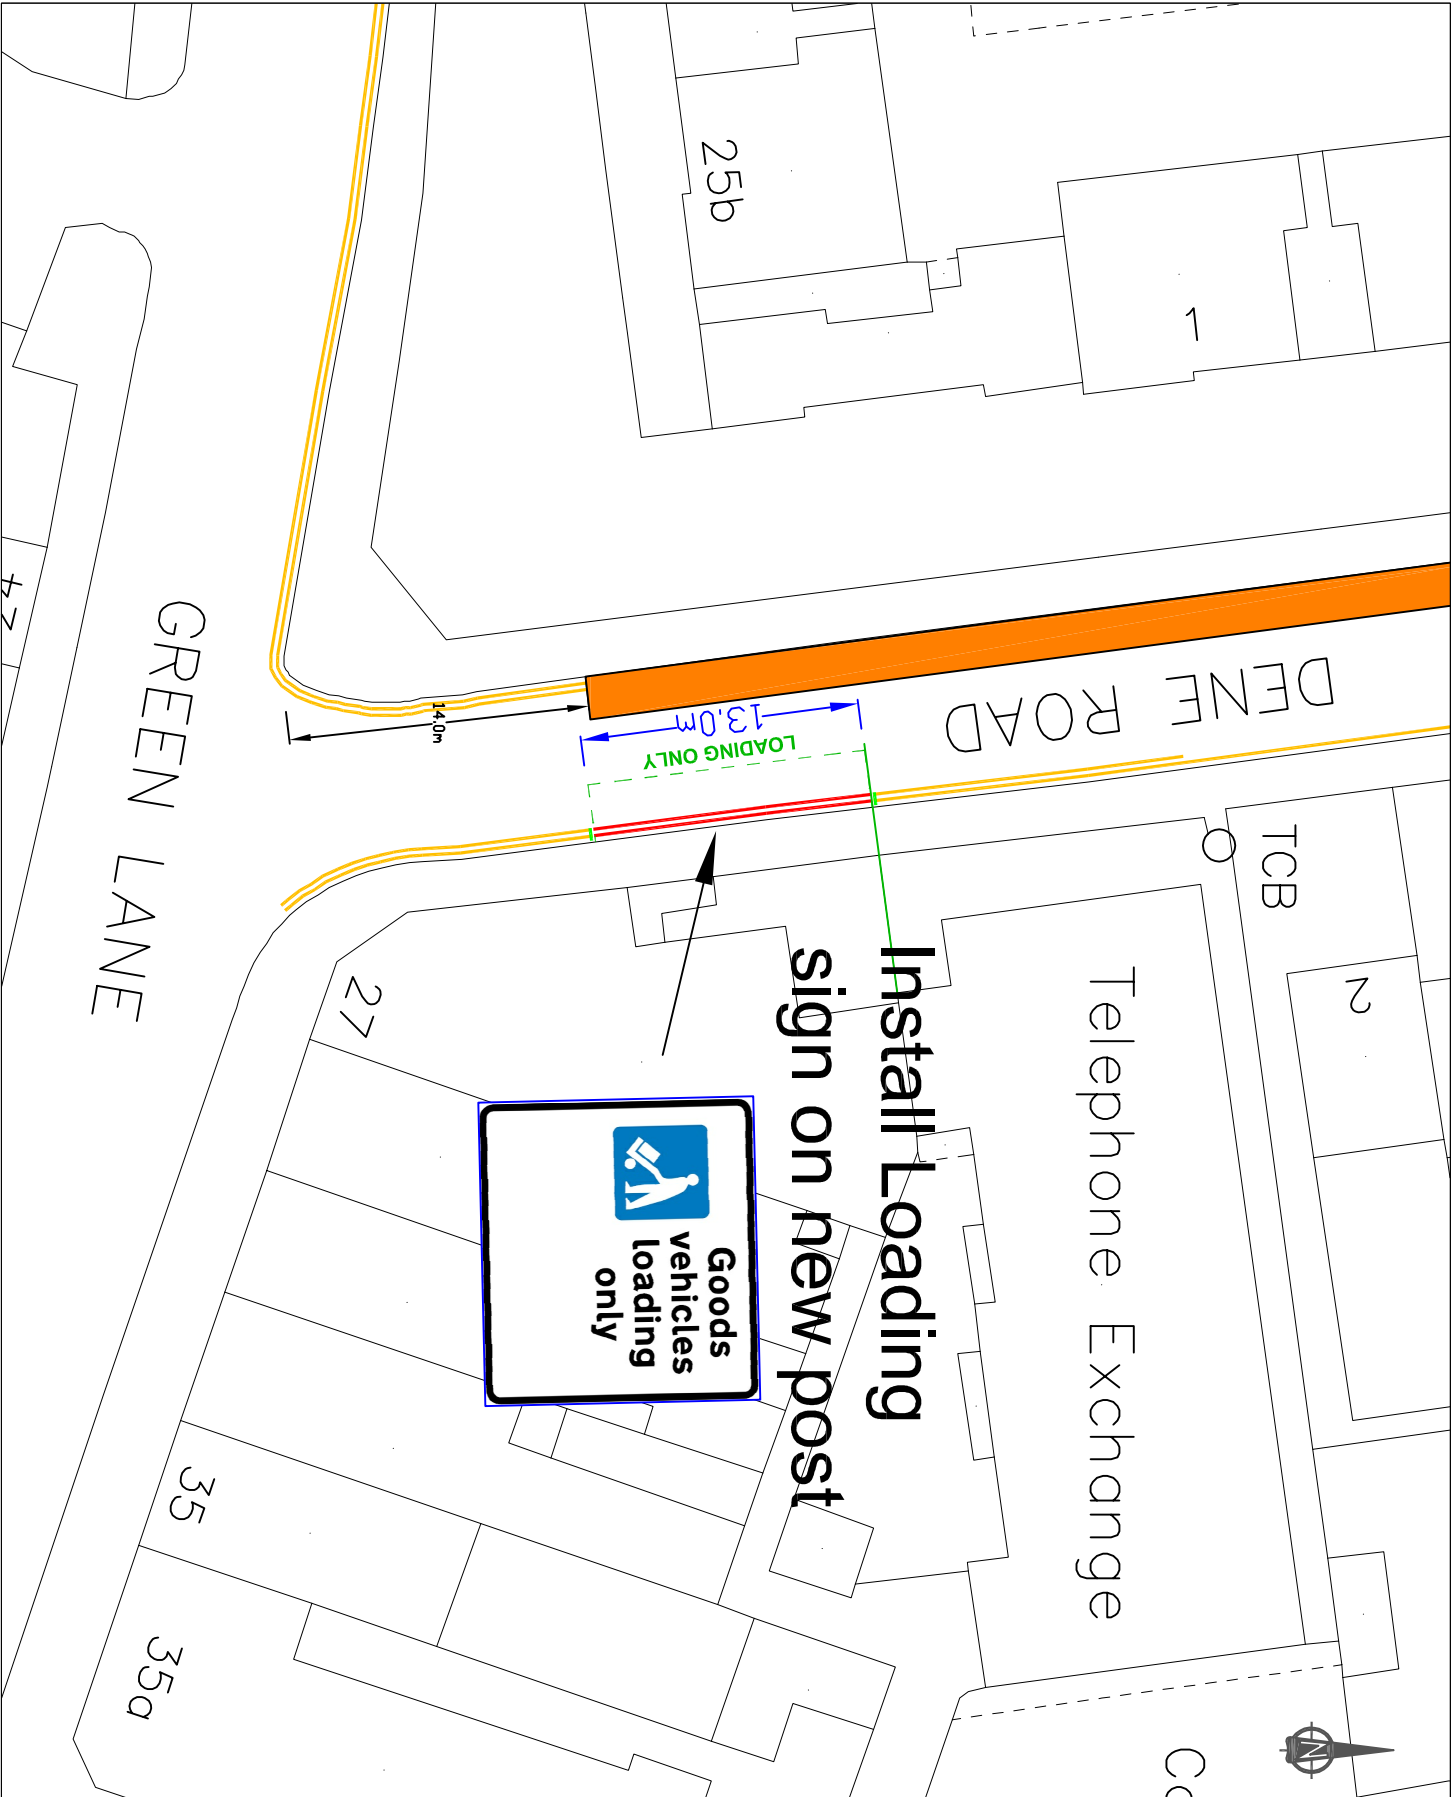 25b
1
24
GREEN LANE
DENE ROAD
14.0m
13.0m
LOADING ONLY
TCB
2
Telephone Exchange
Install Loading
sign on new post
27
Goods
vehicles
loading
only
35
35a
N